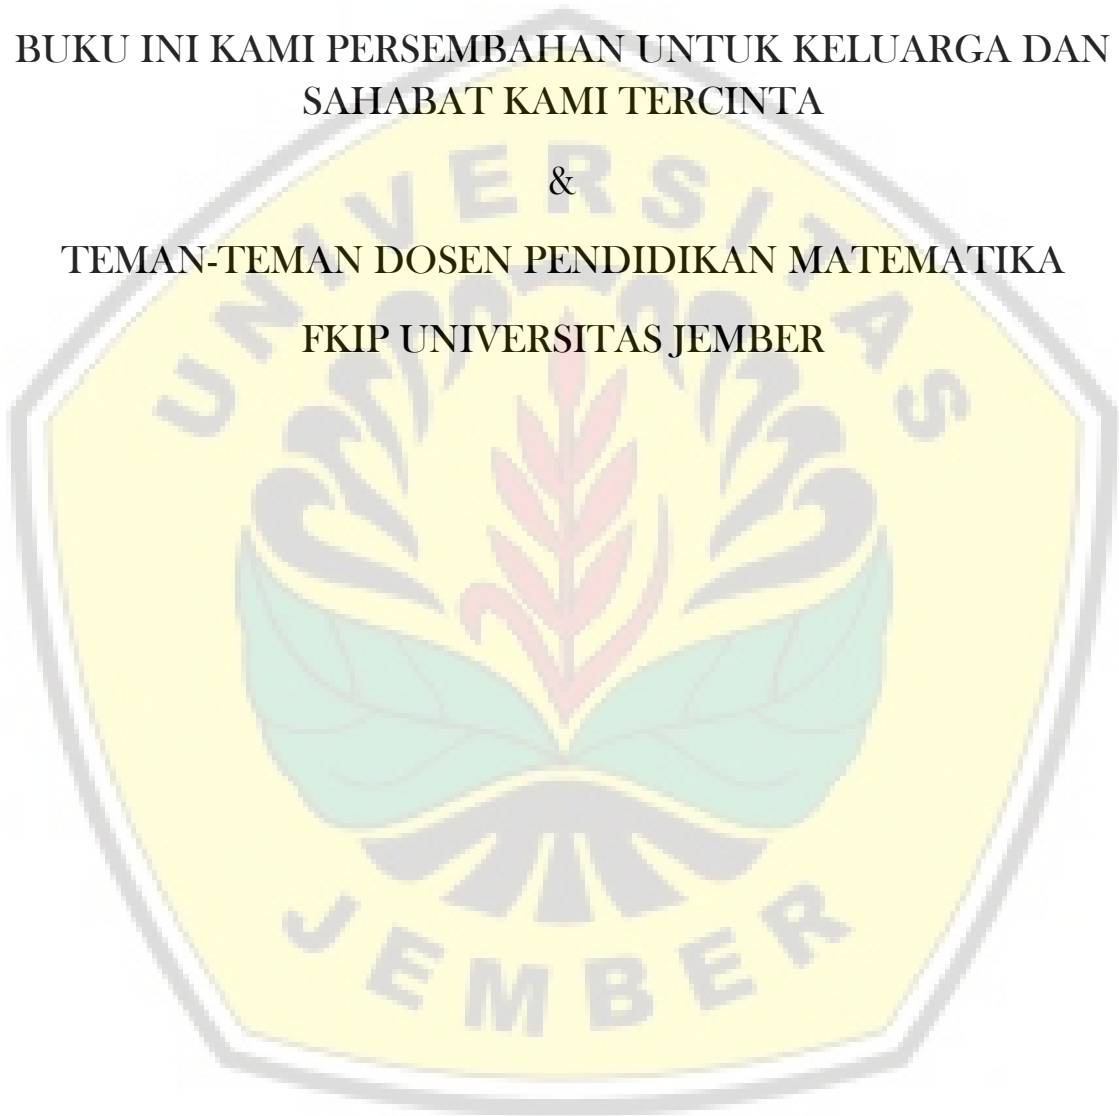 BUKU INI KAMI PERSEMBAHAN UNTUK KELUARGA DAN
SAHABAT KAMI TERCINTA
&
TEMAN-TEMAN DOSEN PENDIDIKAN MATEMATIKA
FKIP UNIVERSITAS JEMBER
UNIVERSITAS
JEMBER